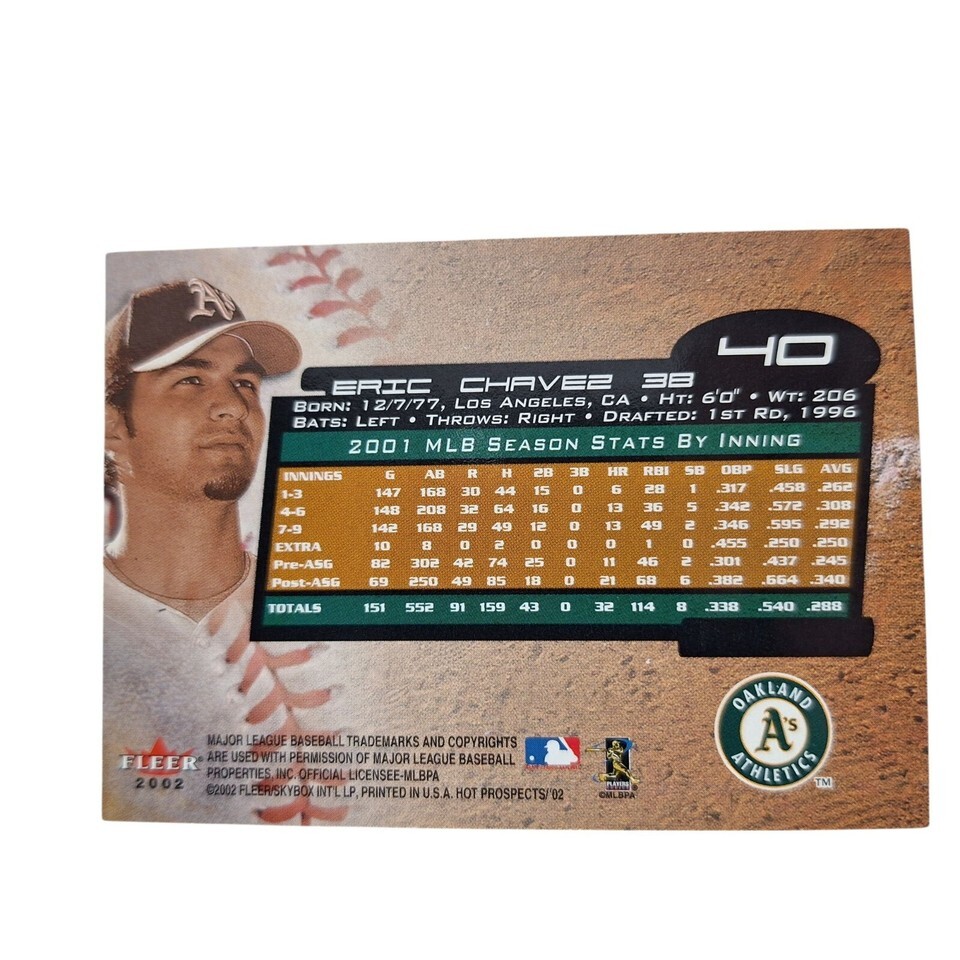 A's
40
ERIC CHAVEZ 3B
BORN: 12/7/77, LOS ANGELES, CA • HT: 6'0" • WT: 206
BATS: LEFT • THROWS: RIGHT • DRAFTED: 1ST RD, 1996
2001 MLB SEASON STATS BY INNING
INNINGS G AB R H 2B 3B HR RBI SB OBP SLG AVG
1-3 147 168 30 44 15 0 6 28 1 .317 .458 .262
4-6 148 208 32 64 16 0 13 36 5 .342 .572 .308
7-9 142 168 29 49 12 0 13 49 2 .346 .595 .292
EXTRA 10 8 0 2 0 0 0 1 0 .455 .250 .250
Pre-ASG 82 302 42 74 25 0 11 46 2 .301 .437 .245
Post-ASG 69 250 49 85 18 0 21 68 6 .382 .664 .340
TOTALS 151 552 91 159 43 0 32 114 8 .338 .540 .288
OAKLAND
A's
ATHLETICS
TM
FLEER®
2002
MAJOR LEAGUE BASEBALL TRADEMARKS AND COPYRIGHTS
ARE USED WITH PERMISSION OF MAJOR LEAGUE BASEBALL
PROPERTIES, INC. OFFICIAL LICENSEE-MLBPA
©2002 FLEER/SKYBOX INT'L LP, PRINTED IN U.S.A. HOT PROSPECTS/'02
PLAYERS
©MLBPA